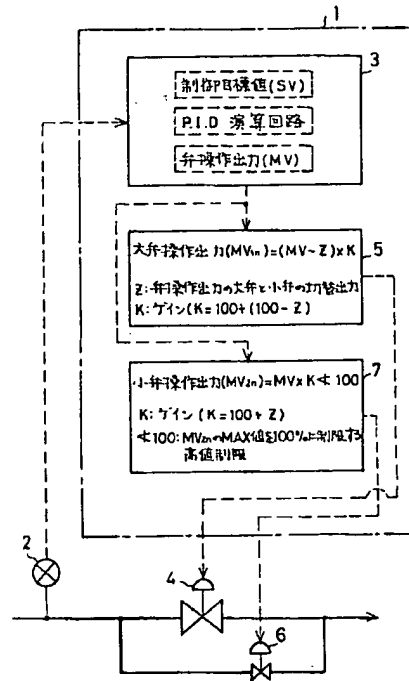 1
3
制御目標値(SV)
P.I.D 演算回路
弁操作出力(MV)
5
大弁操作出力(MV1n)=(MV-Z)×K
Z:弁操作出力の大弁と小弁の切替出力
K:ゲイン(K=100÷(100-Z)
7
小弁操作出力(MV2n)=MV×K≮100
K:ゲイン(K=100÷Z)
≮100:MV2nのMAX値を100%に制限する
高値制限
2
4
6